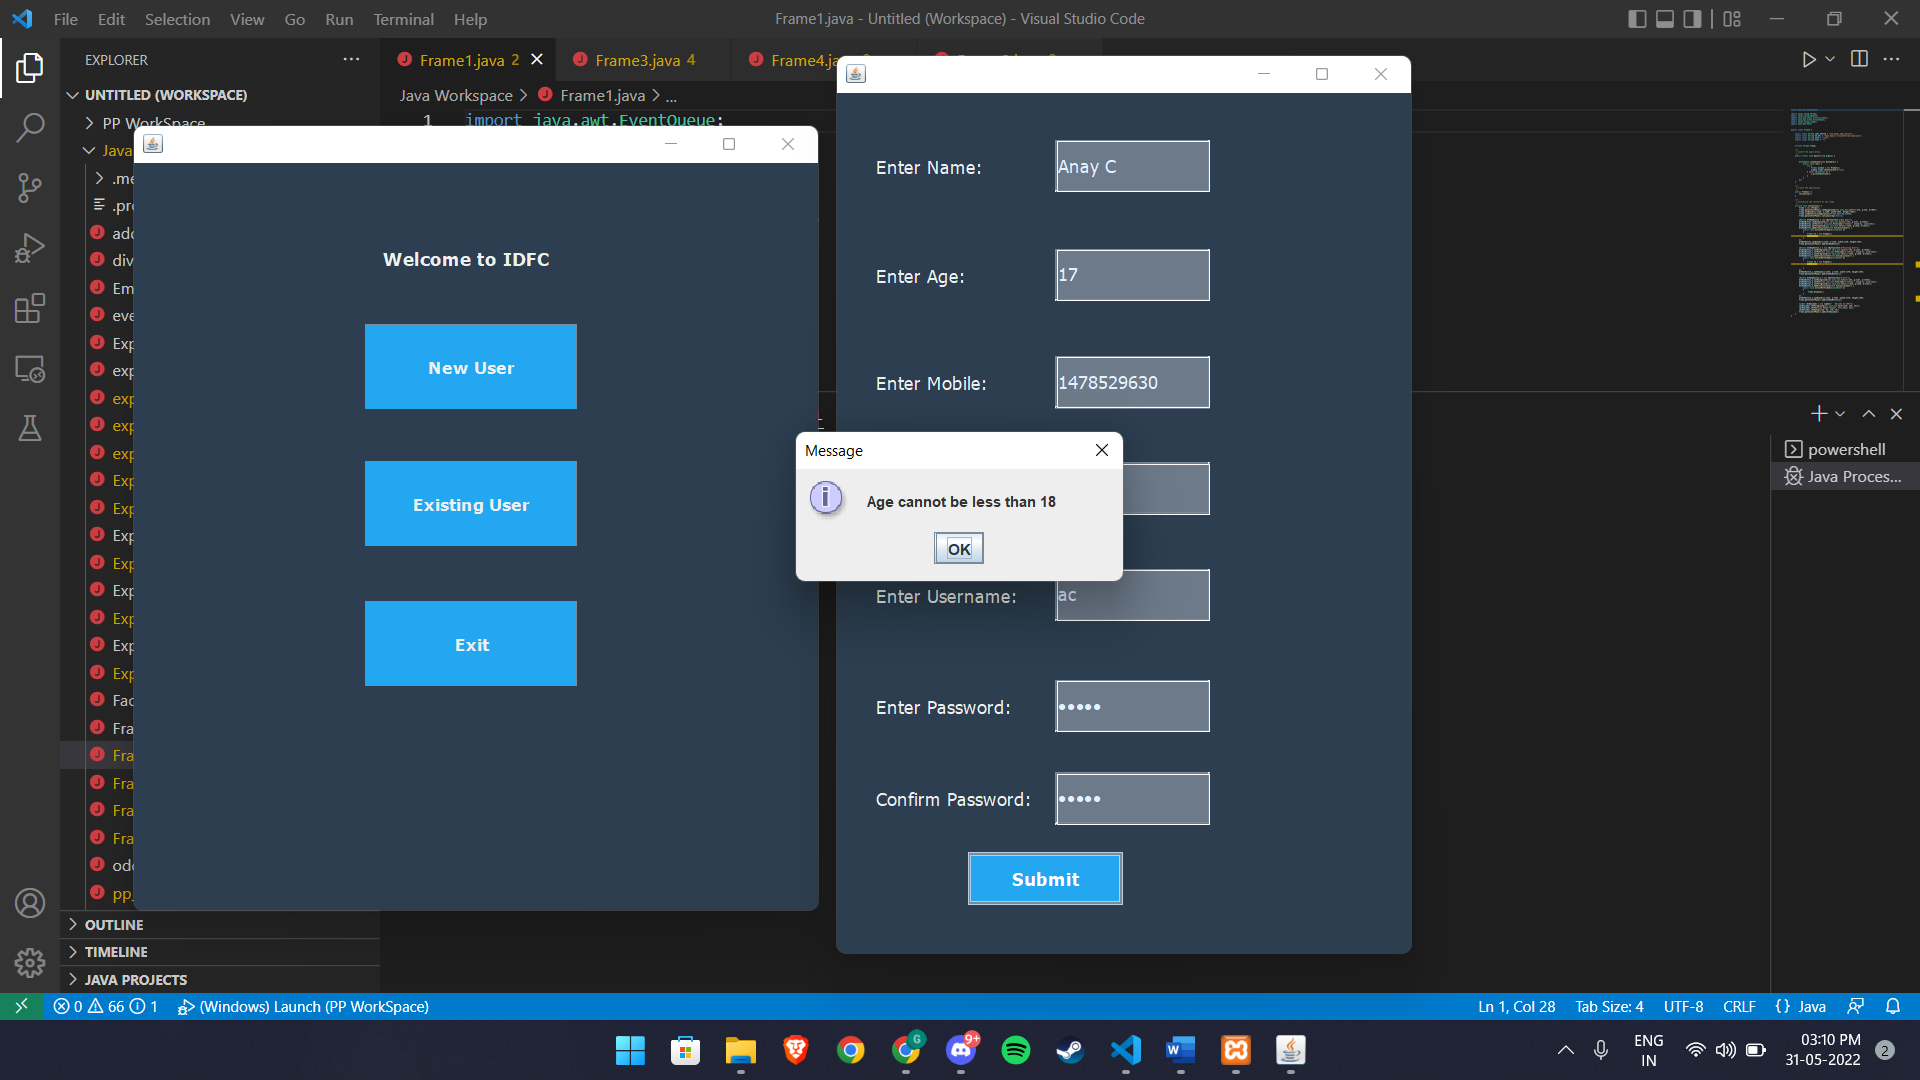 File Edit Selection View Go Run Terminal Help
Frame1.java - Untitled (Workspace) - Visual Studio Code
EXPLORER
Frame1.java 2
Frame3.java 4
Frame4.ja
UNTITLED (WORKSPACE)
Java Workspace > Frame1.java > ...
PP WorkSpace
1 import java.awt.EventQueue;
Java
.me
.pro
add
div
Em
eve
Exp
exp
exp
exp
exp
Exp
Exp
Exp
Exp
Exp
Exp
Exp
Exp
Fac
Fra
Fra
Fra
Fra
Fra
odd
pp_
OUTLINE
TIMELINE
JAVA PROJECTS
Welcome to IDFC
New User
Existing User
Exit
Enter Name: Anay C
Enter Age: 17
Enter Mobile: 1478529630
Message
Age cannot be less than 18
OK
Enter Username: ac
Enter Password: •••••
Confirm Password: •••••
Submit
powershell
Java Proces...
0 66 1 (Windows) Launch (PP WorkSpace)
Ln 1, Col 28 Tab Size: 4 UTF-8 CRLF {} Java
G
9+
ENG
IN
03:10 PM
31-05-2022
2